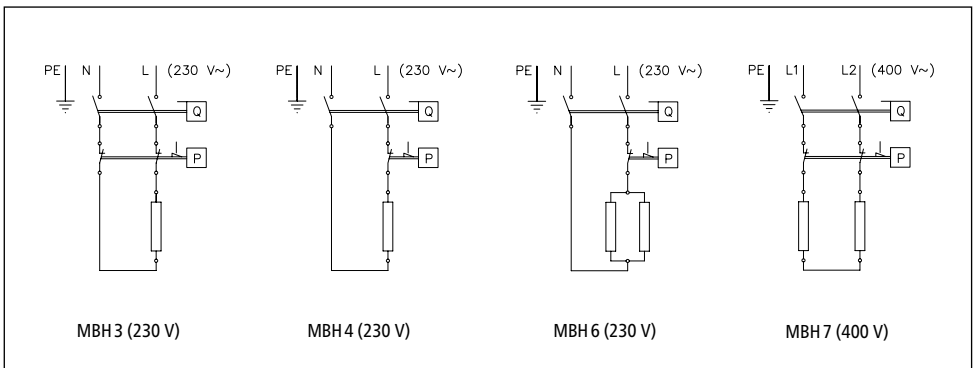 PE N L (230 V~)
Q
P
MBH 3 (230 V)
PE N L (230 V~)
Q
P
MBH 4 (230 V)
PE N L (230 V~)
Q
P
MBH 6 (230 V)
PE L1 L2 (400 V~)
Q
P
MBH 7 (400 V)